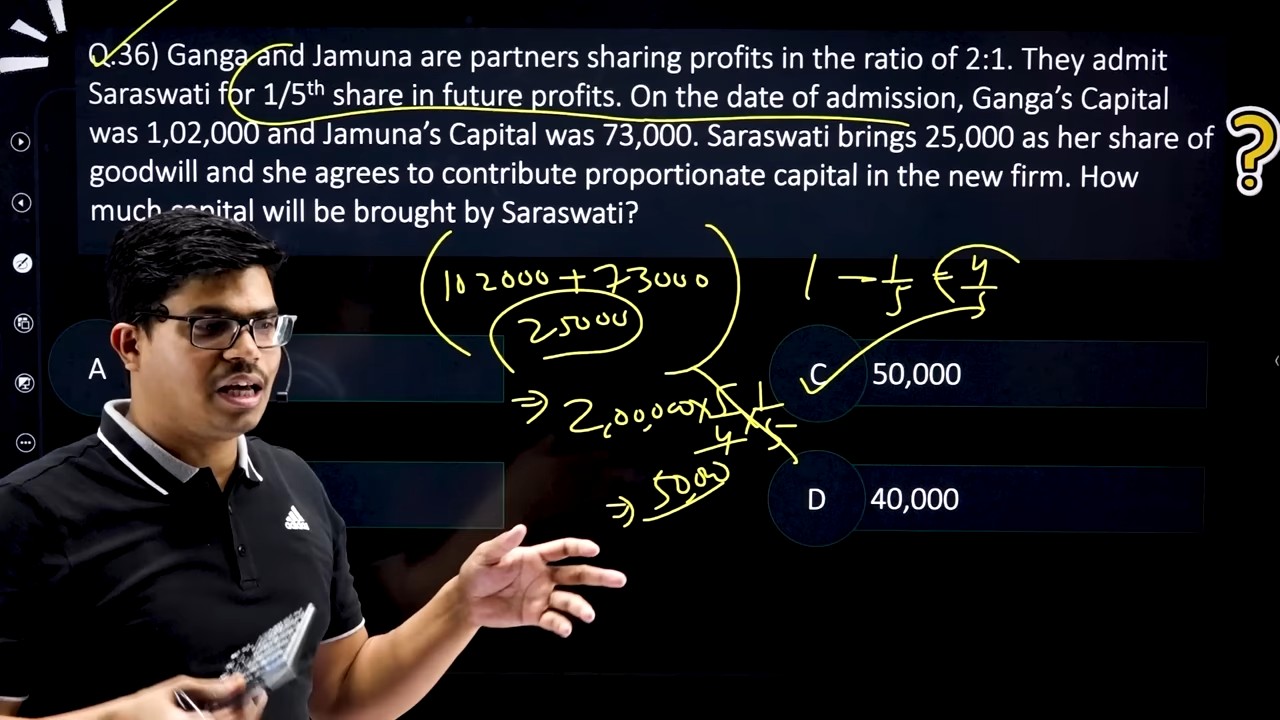 Q.36) Ganga and Jamuna are partners sharing profits in the ratio of 2:1. They admit
Saraswati for 1/5th share in future profits. On the date of admission, Ganga's Capital
was 1,02,000 and Jamuna's Capital was 73,000. Saraswati brings 25,000 as her share of
goodwill and she agrees to contribute proportionate capital in the new firm. How
much capital will be brought by Saraswati?
(102000 + 73000
25000)
1 - 1/5 = 4/5
A
C 50,000
⇒ 2,00,000 x 5/4 x 1/5
⇒ 50,000
D 40,000
adidas